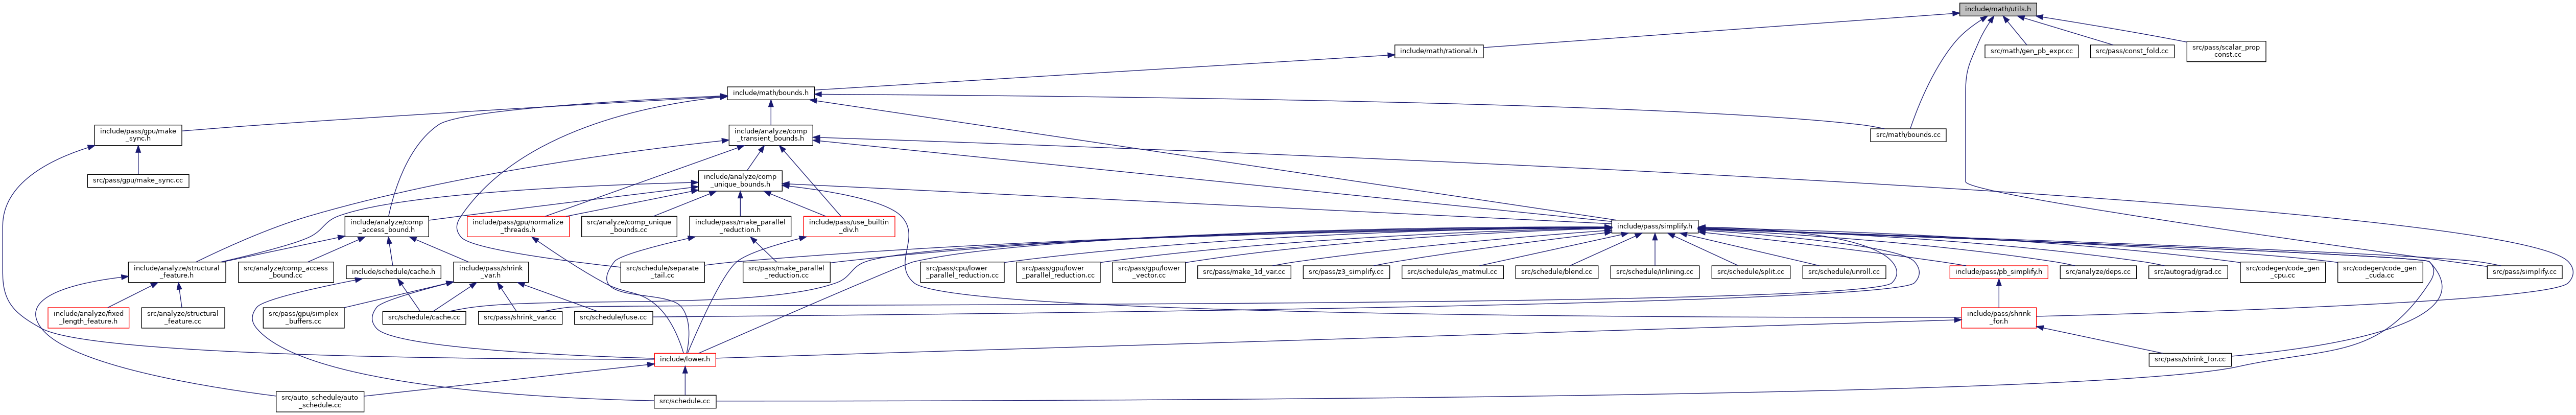 include/math/utils.h
include/math/rational.h
src/math/gen_pb_expr.cc
src/pass/const_fold.cc
src/pass/scalar_prop
_const.cc
include/math/bounds.h
include/pass/gpu/make
_sync.h
include/analyze/comp
_transient_bounds.h
src/math/bounds.cc
src/pass/gpu/make_sync.cc
include/analyze/comp
_unique_bounds.h
include/analyze/comp
_access_bound.h
include/pass/gpu/normalize
_threads.h
src/analyze/comp_unique
_bounds.cc
include/pass/make_parallel
_reduction.h
include/pass/use_builtin
_div.h
include/pass/simplify.h
include/analyze/structural
_feature.h
src/analyze/comp_access
_bound.cc
include/schedule/cache.h
include/pass/shrink
_var.h
src/schedule/separate
_tail.cc
src/pass/make_parallel
_reduction.cc
src/pass/cpu/lower
_parallel_reduction.cc
src/pass/gpu/lower
_parallel_reduction.cc
src/pass/gpu/lower
_vector.cc
src/pass/make_1d_var.cc
src/pass/z3_simplify.cc
src/schedule/as_matmul.cc
src/schedule/blend.cc
src/schedule/inlining.cc
src/schedule/split.cc
src/schedule/unroll.cc
include/pass/pb_simplify.h
src/analyze/deps.cc
src/autograd/grad.cc
src/codegen/code_gen
_cpu.cc
src/codegen/code_gen
_cuda.cc
src/pass/simplify.cc
include/analyze/fixed
_length_feature.h
src/analyze/structural
_feature.cc
src/pass/gpu/simplex
_buffers.cc
src/schedule/cache.cc
src/pass/shrink_var.cc
src/schedule/fuse.cc
include/pass/shrink
_for.h
include/lower.h
src/pass/shrink_for.cc
src/auto_schedule/auto
_schedule.cc
src/schedule.cc